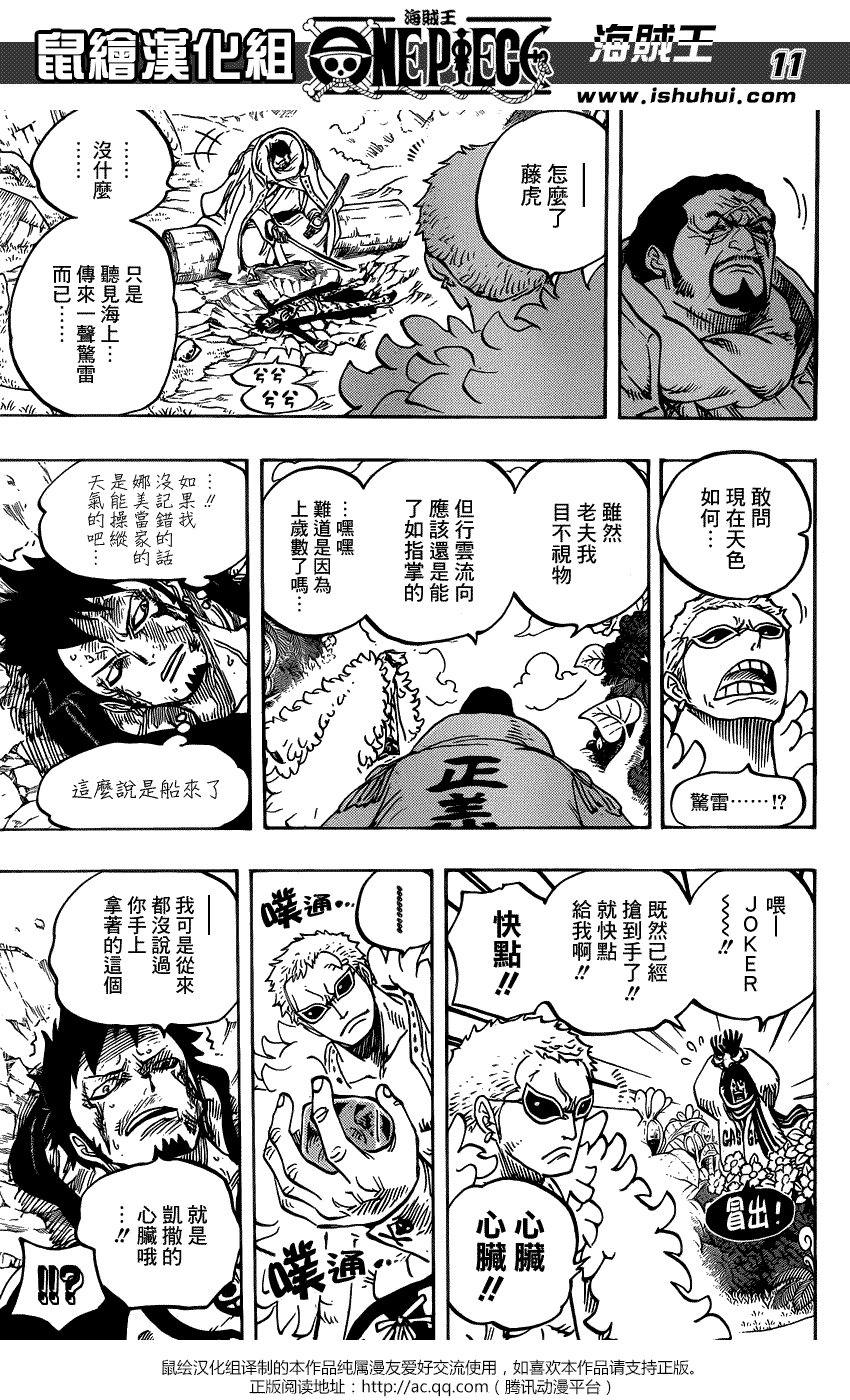 鼠繪漢化組
海賊王
ONE PIECE
海賊王
11
www.ishuhui.com
——
怎麼了
藤虎
……
沒什麼
……
只是
聽見海上…
傳來一聲驚雷
而已……
兮兮
兮兮
敢問
現在天色
如何…
驚雷……!?
雖然
老夫我
目不視物
但行雲流向
應該還是能
了如指掌的
…嘿嘿
難道是因為
上歲數了嗎…
正義
…!!
如果我
沒記錯的話
娜美當家的
是能操縱
天氣的吧…
這麼說是船來了
喂—
JOKER
~~~!!
既然已經
搶到手了!!
就快點
給我啊!!
快點!!
GAS
GA
冒出!
心臟
心臟!!
………
噗通…
噗通…
——
我可是從來
都沒說過
你手上
拿著的這個
就是
凱撒的
心臟哦
…!!
!!?
鼠绘汉化组译制的本作品纯属漫友爱好交流使用，如喜欢本作品请支持正版。
正版阅读地址：http://ac.qq.com（腾讯动漫平台）